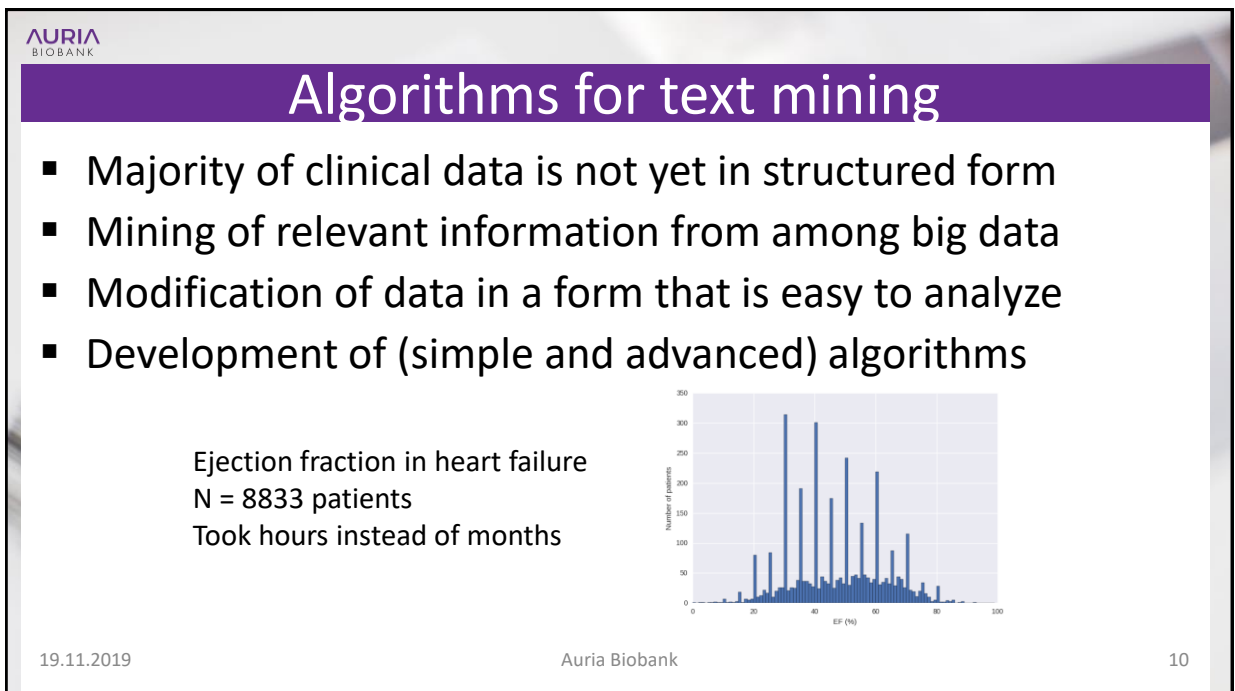 AURIA
BIOBANK
Algorithms for text mining
▪ Majority of clinical data is not yet in structured form
▪ Mining of relevant information from among big data
▪ Modification of data in a form that is easy to analyze
▪ Development of (simple and advanced) algorithms
Ejection fraction in heart failure
N = 8833 patients
Took hours instead of months
350
300
250
200
150
100
50
0
Number of patients
0 20 40 60 80 100
EF (%)
19.11.2019 Auria Biobank 10